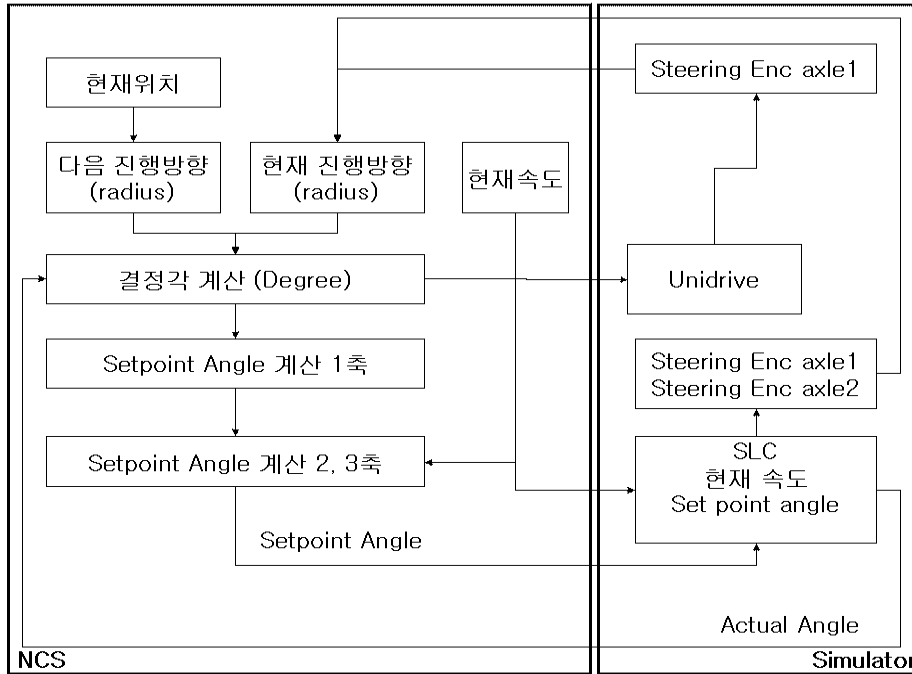 현재위치
Steering Enc axle1
다음 진행방향
(radius)
현재 진행방향
(radius)
현재속도
결정각 계산 (Degree)
Unidrive
Setpoint Angle 계산 1축
Steering Enc axle1
Steering Enc axle2
Setpoint Angle 계산 2, 3축
SLC
현재 속도
Set point angle
Setpoint Angle
Actual Angle
NCS
Simulator